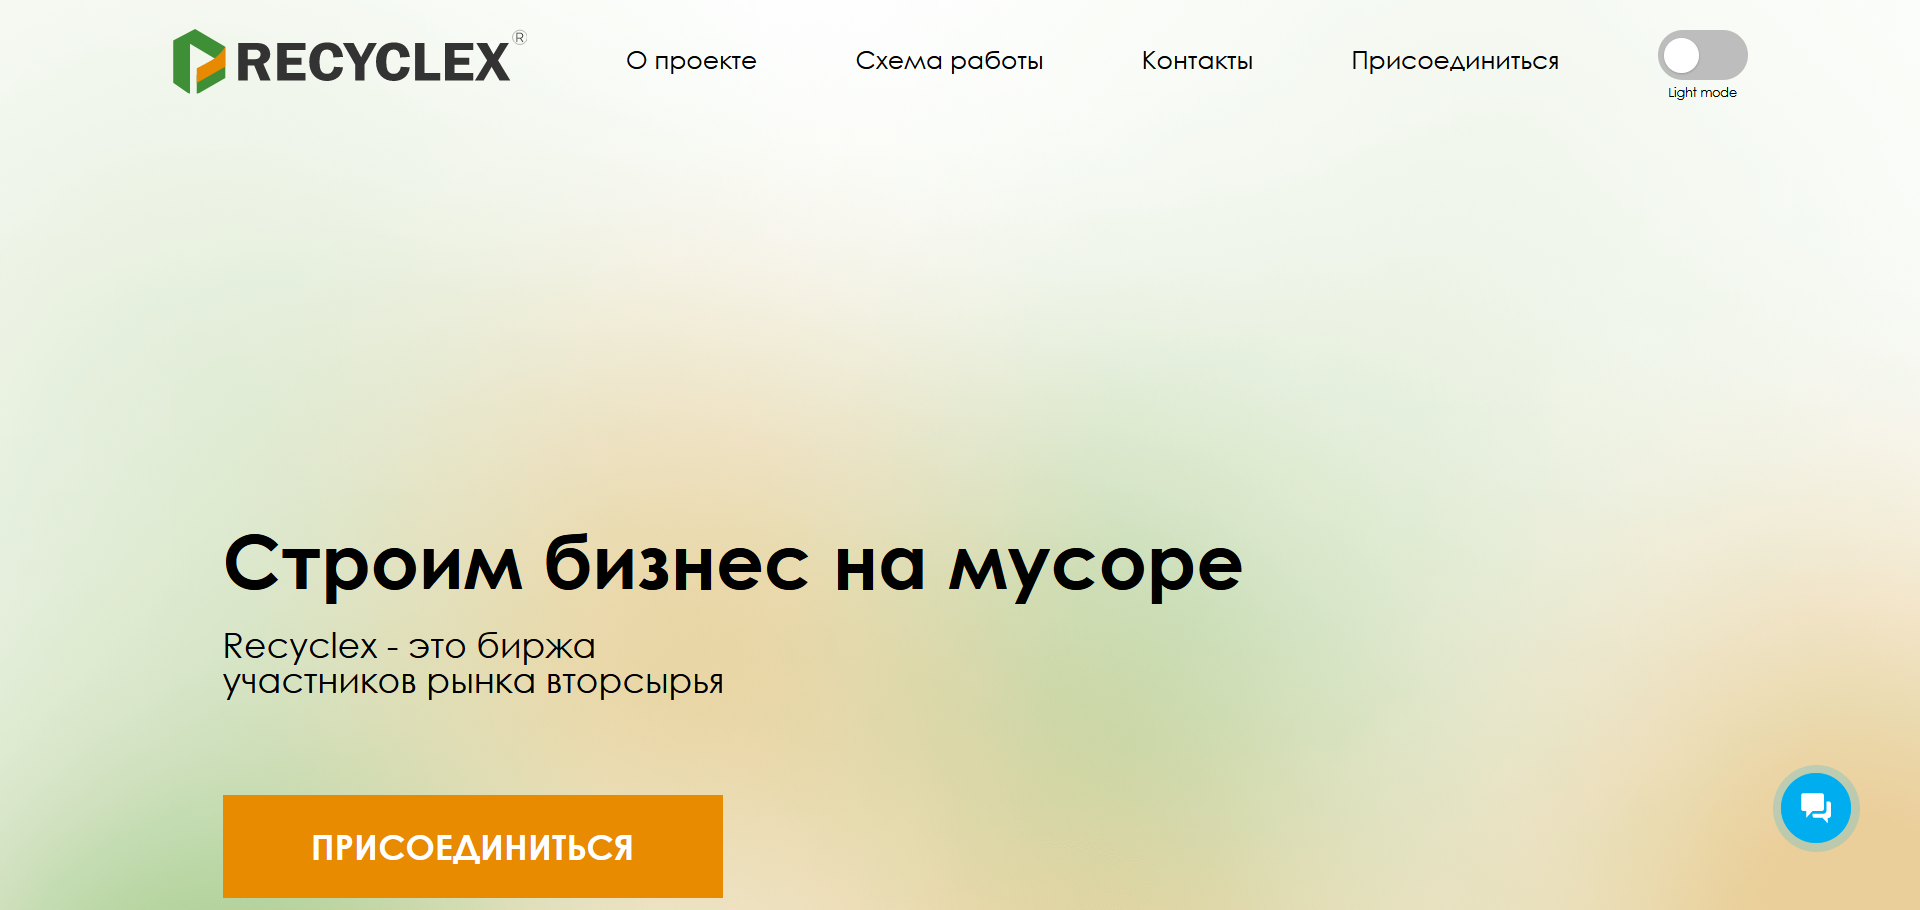 RECYCLEX®
О проекте
Схема работы
Контакты
Присоединиться
Light mode
Строим бизнес на мусоре
Recyclex - это биржа
участников рынка вторсырья
ПРИСОЕДИНИТЬСЯ